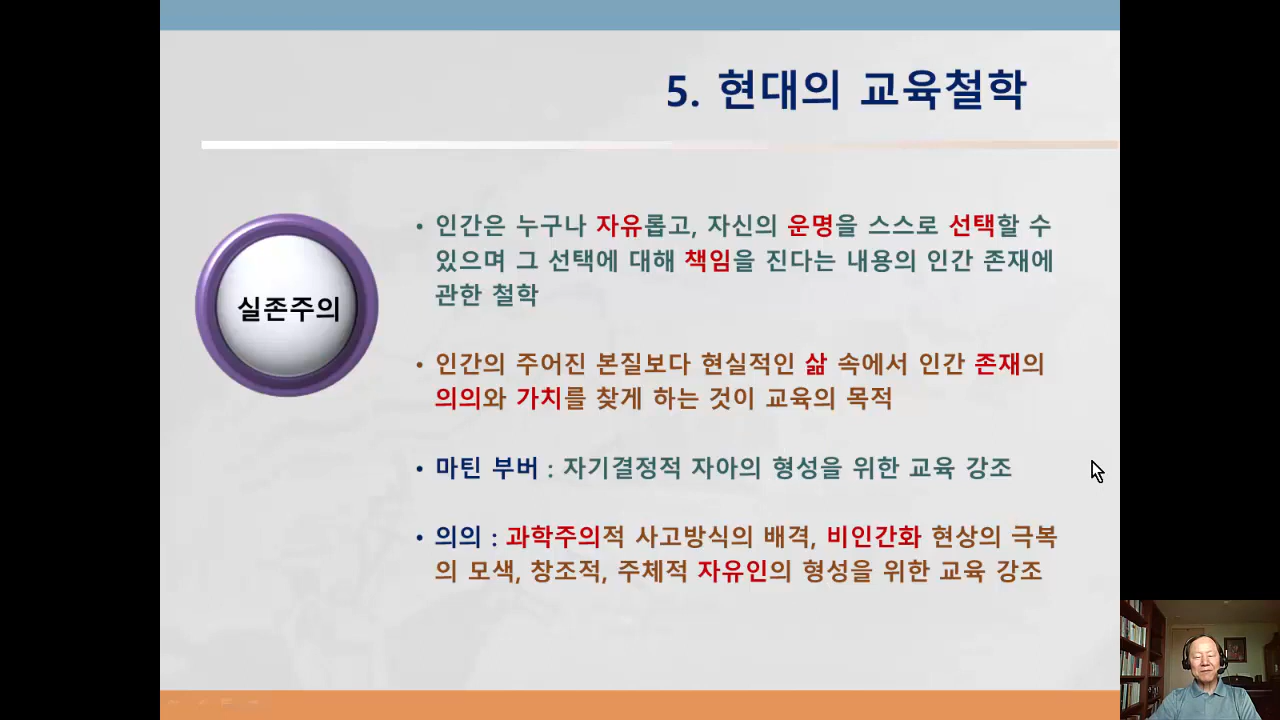 5. 현대의 교육철학
실존주의
• 인간은 누구나 자유롭고, 자신의 운명을 스스로 선택할 수
있으며 그 선택에 대해 책임을 진다는 내용의 인간 존재에
관한 철학
• 인간의 주어진 본질보다 현실적인 삶 속에서 인간 존재의
의의와 가치를 찾게 하는 것이 교육의 목적
• 마틴 부버 : 자기결정적 자아의 형성을 위한 교육 강조
• 의의 : 과학주의적 사고방식의 배격, 비인간화 현상의 극복
의 모색, 창조적, 주체적 자유인의 형성을 위한 교육 강조